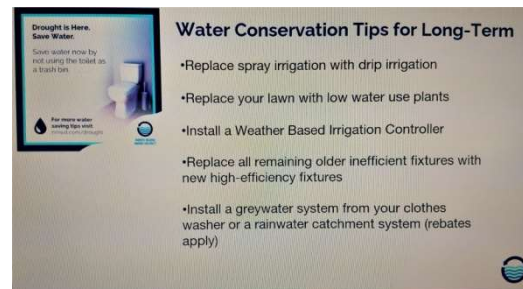 Drought is Here.
Save Water.
Save water now by
not using the toilet as
a trash bin.
For more water
saving tips visit
Water Conservation Tips for Long-Term
•Replace spray irrigation with drip irrigation
•Replace your lawn with low water use plants
•Install a Weather Based Irrigation Controller
•Replace all remaining older inefficient fixtures with
new high-efficiency fixtures
•Install a greywater system from your clothes
washer or a rainwater catchment system (rebates
apply)